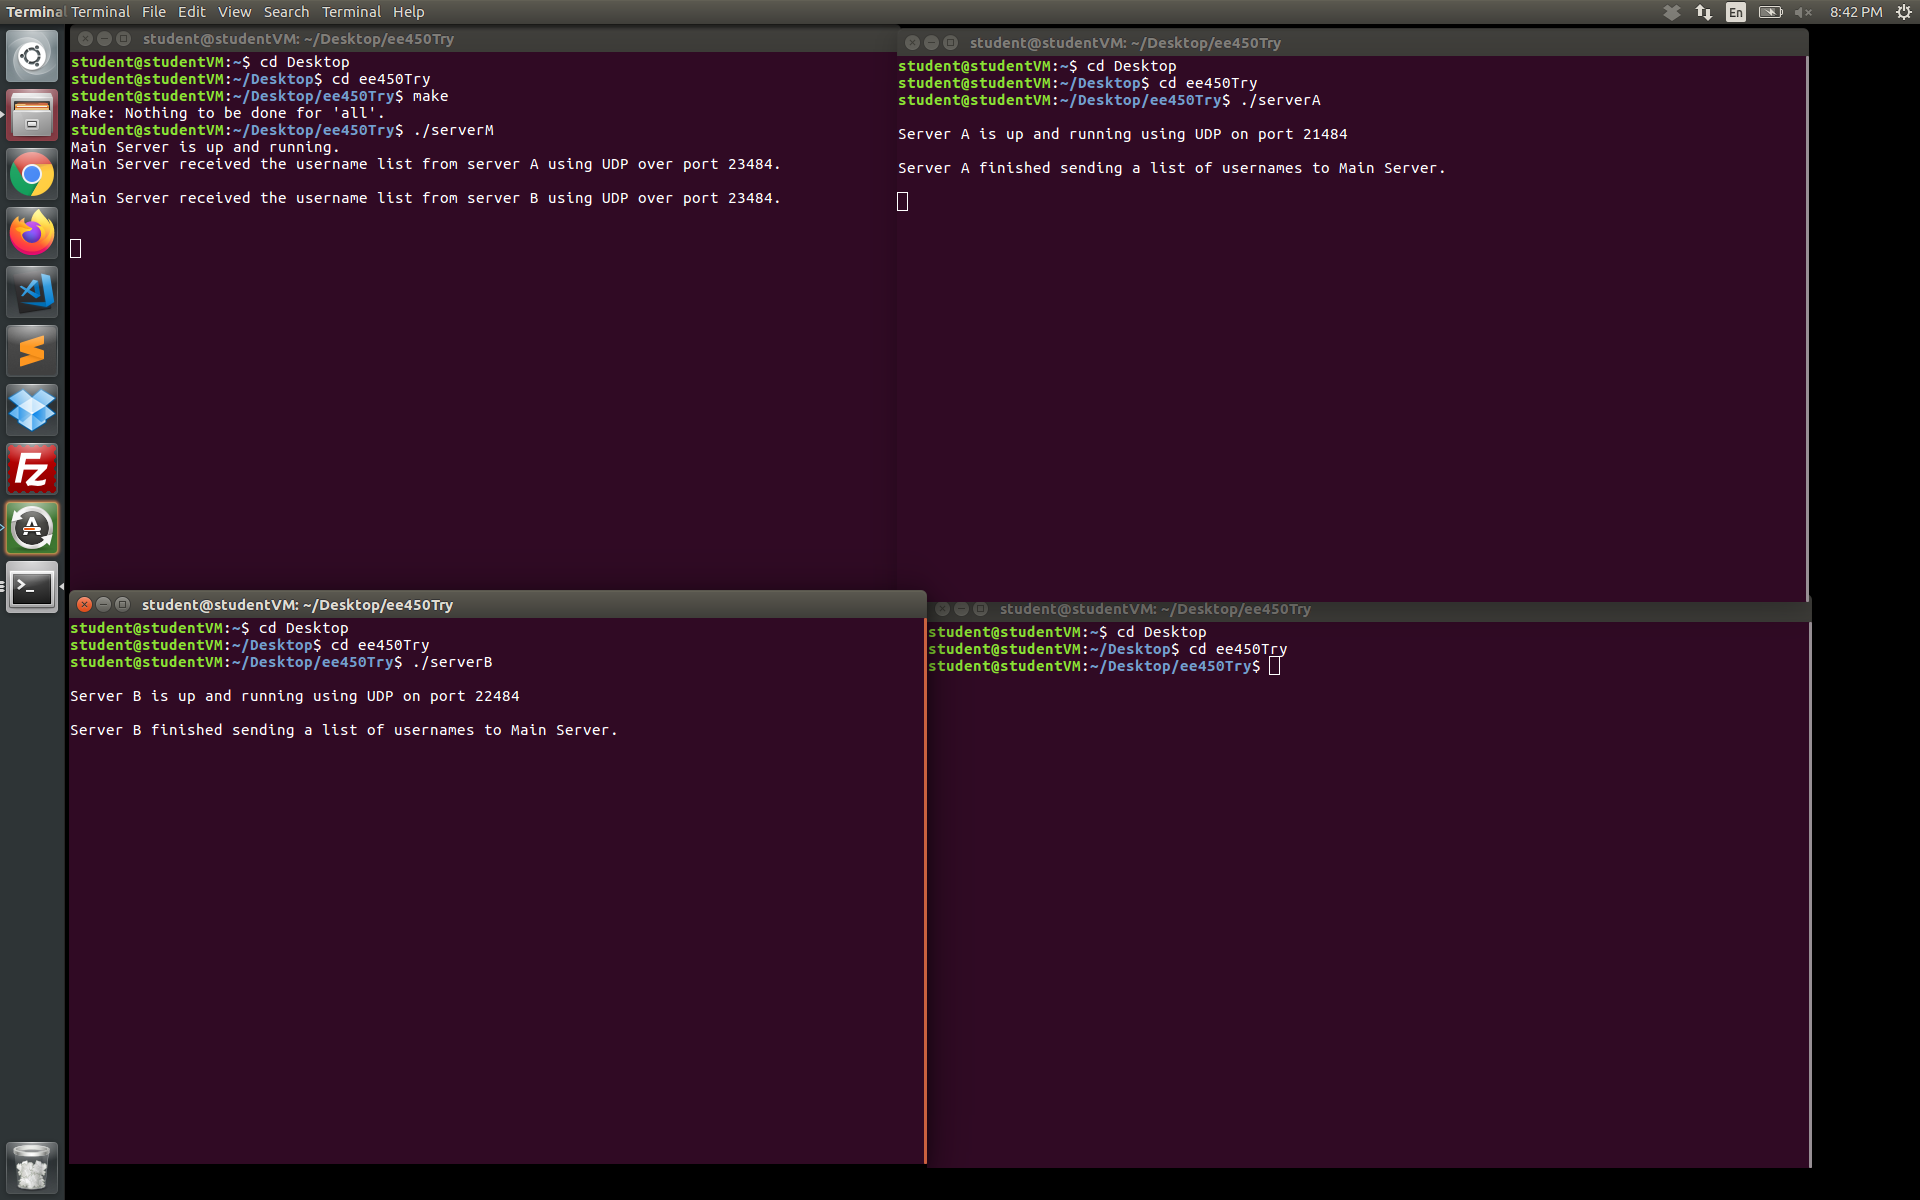 Terminal Terminal File Edit View Search Terminal Help En 8:42 PM
student@studentVM: ~/Desktop/ee450Try
student@studentVM:~$ cd Desktop
student@studentVM:~/Desktop$ cd ee450Try
student@studentVM:~/Desktop/ee450Try$ make
make: Nothing to be done for 'all'.
student@studentVM:~/Desktop/ee450Try$ ./serverM
Main Server is up and running.
Main Server received the username list from server A using UDP over port 23484.
Main Server received the username list from server B using UDP over port 23484.
student@studentVM: ~/Desktop/ee450Try
student@studentVM:~$ cd Desktop
student@studentVM:~/Desktop$ cd ee450Try
student@studentVM:~/Desktop/ee450Try$ ./serverA
Server A is up and running using UDP on port 21484
Server A finished sending a list of usernames to Main Server.
student@studentVM: ~/Desktop/ee450Try
student@studentVM:~$ cd Desktop
student@studentVM:~/Desktop$ cd ee450Try
student@studentVM:~/Desktop/ee450Try$ ./serverB
Server B is up and running using UDP on port 22484
Server B finished sending a list of usernames to Main Server.
student@studentVM: ~/Desktop/ee450Try
student@studentVM:~$ cd Desktop
student@studentVM:~/Desktop$ cd ee450Try
student@studentVM:~/Desktop/ee450Try$
Fz
A
>_